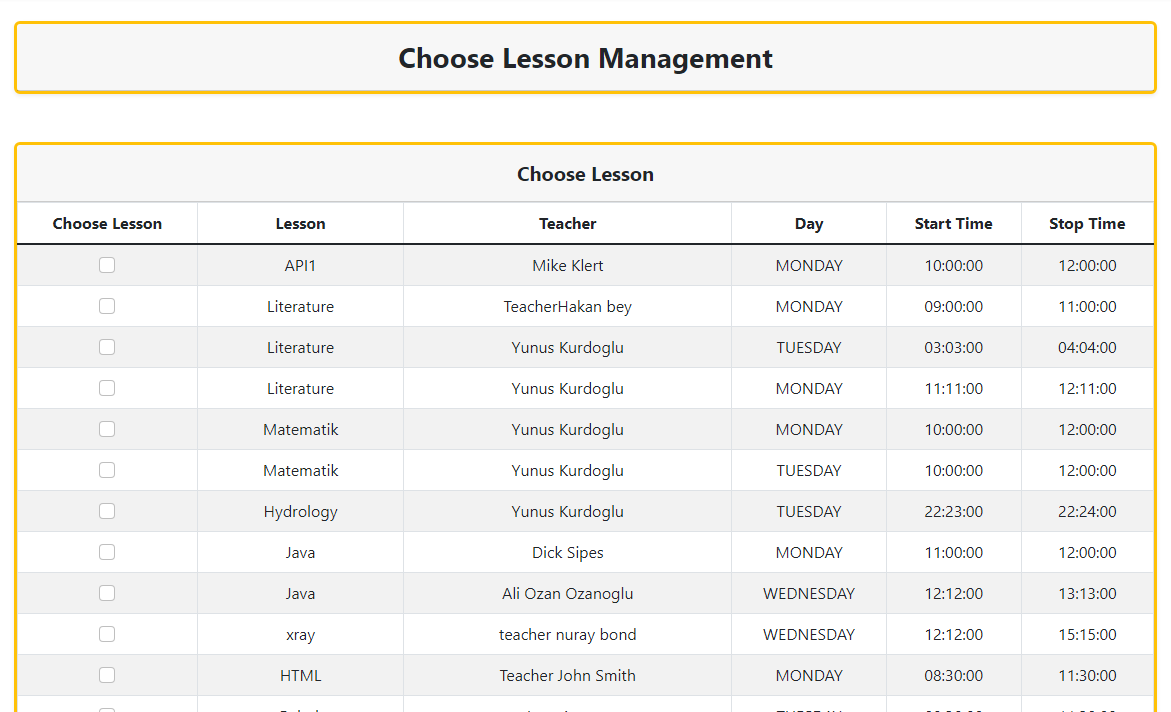 Choose Lesson Management
Choose Lesson
Choose Lesson Lesson Teacher Day Start Time Stop Time
API1 Mike Klert MONDAY 10:00:00 12:00:00
Literature TeacherHakan bey MONDAY 09:00:00 11:00:00
Literature Yunus Kurdoglu TUESDAY 03:03:00 04:04:00
Literature Yunus Kurdoglu MONDAY 11:11:00 12:11:00
Matematik Yunus Kurdoglu MONDAY 10:00:00 12:00:00
Matematik Yunus Kurdoglu TUESDAY 10:00:00 12:00:00
Hydrology Yunus Kurdoglu TUESDAY 22:23:00 22:24:00
Java Dick Sipes MONDAY 11:00:00 12:00:00
Java Ali Ozan Ozanoglu WEDNESDAY 12:12:00 13:13:00
xray teacher nuray bond WEDNESDAY 12:12:00 15:15:00
HTML Teacher John Smith MONDAY 08:30:00 11:30:00